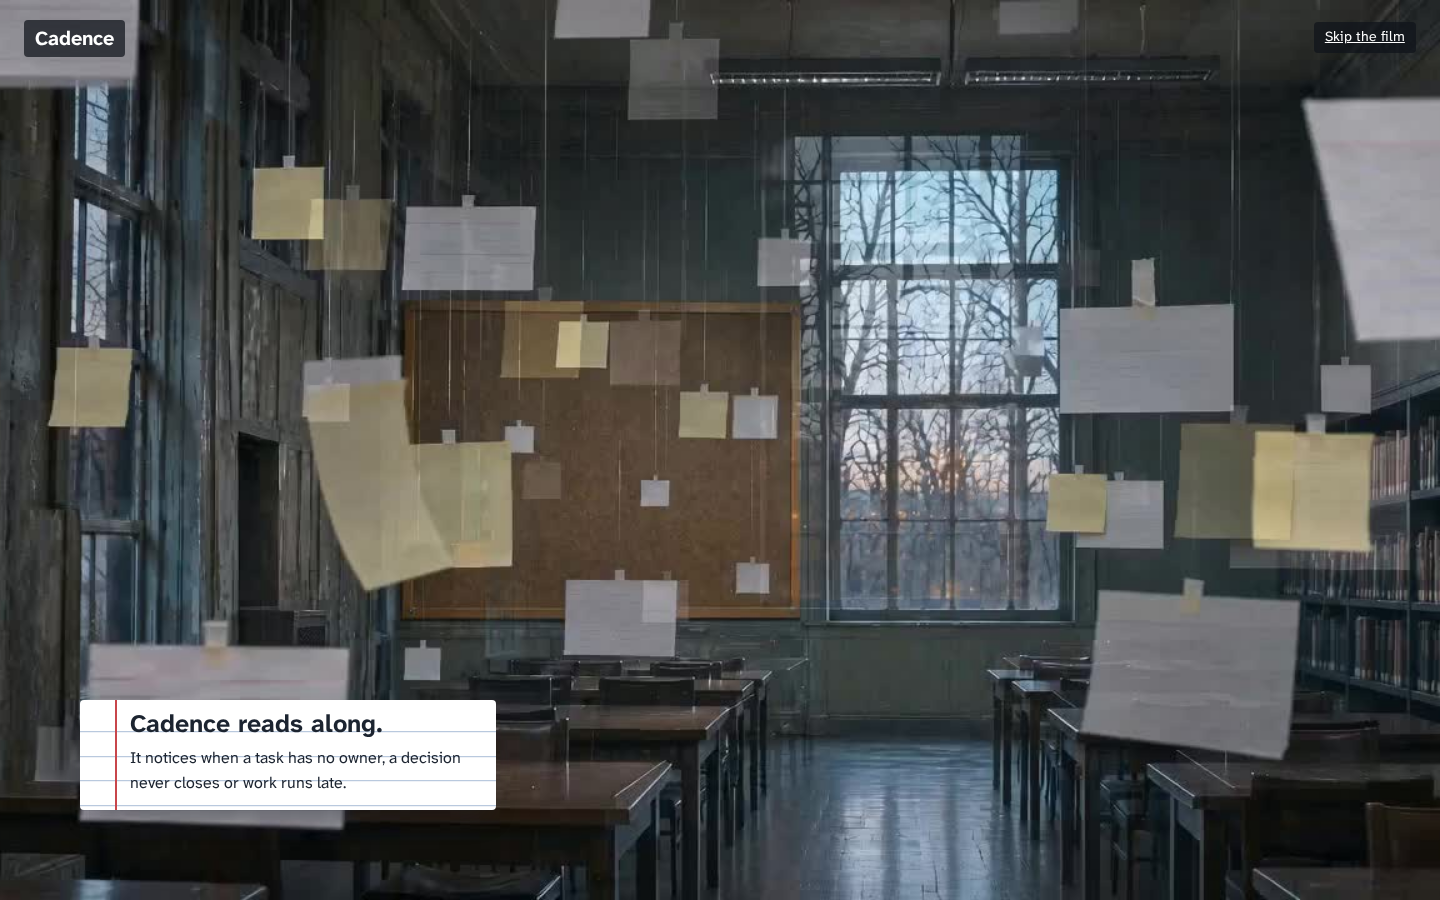 Cadence
Skip the film
Cadence reads along.
It notices when a task has no owner, a decision
never closes or work runs late.